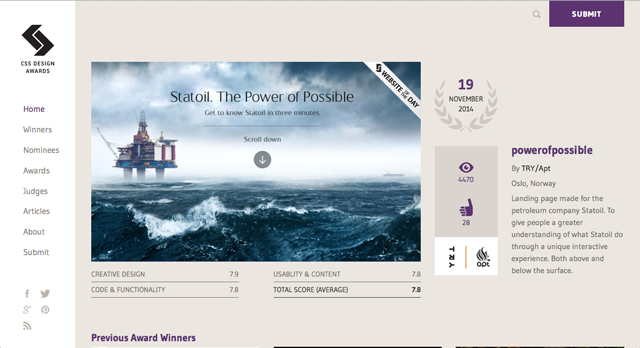 SUBMIT
CSS DESIGN
AWARDS
Home
Winners
Nominees
Awards
Judges
Articles
About
Submit
WEBSITE OF THE DAY
Statoil. The Power of Possible
Get to know Statoil in three minutes.
Scroll down
CREATIVE DESIGN 7.9
USABLITY & CONTENT 7.8
CODE & FUNCTIONALITY 7.8
TOTAL SCORE (AVERAGE) 7.8
19
NOVEMBER
2014
4470
28
TRY
apt
powerofpossible
By TRY/Apt
Oslo, Norway
Landing page made for the
petroleum company Statoil. To
give people a greater
understanding of what Statoil do
through a unique interactive
experience. Both above and
below the surface.
Previous Award Winners